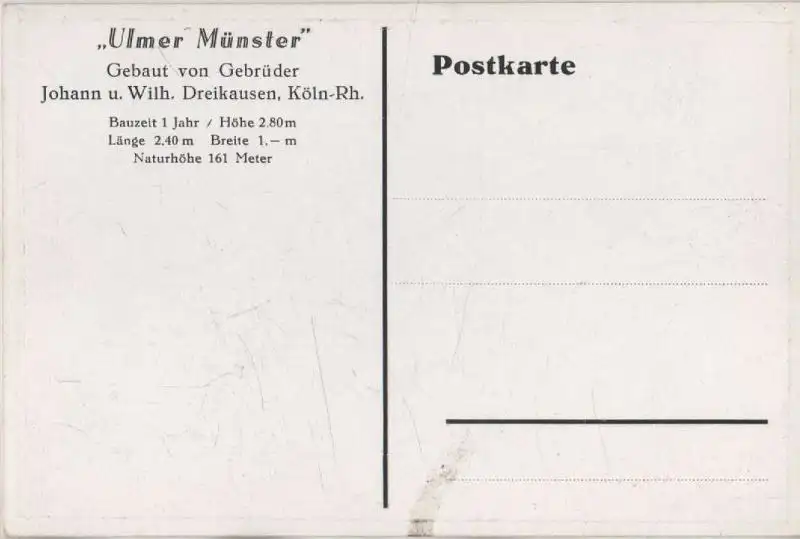 „Ulmer Münster"
Gebaut von Gebrüder
Johann u. Wilh. Dreikausen, Köln-Rh.
Bauzeit 1 Jahr / Höhe 2.80 m
Länge 2.40 m Breite 1,— m
Naturhöhe 161 Meter
Postkarte